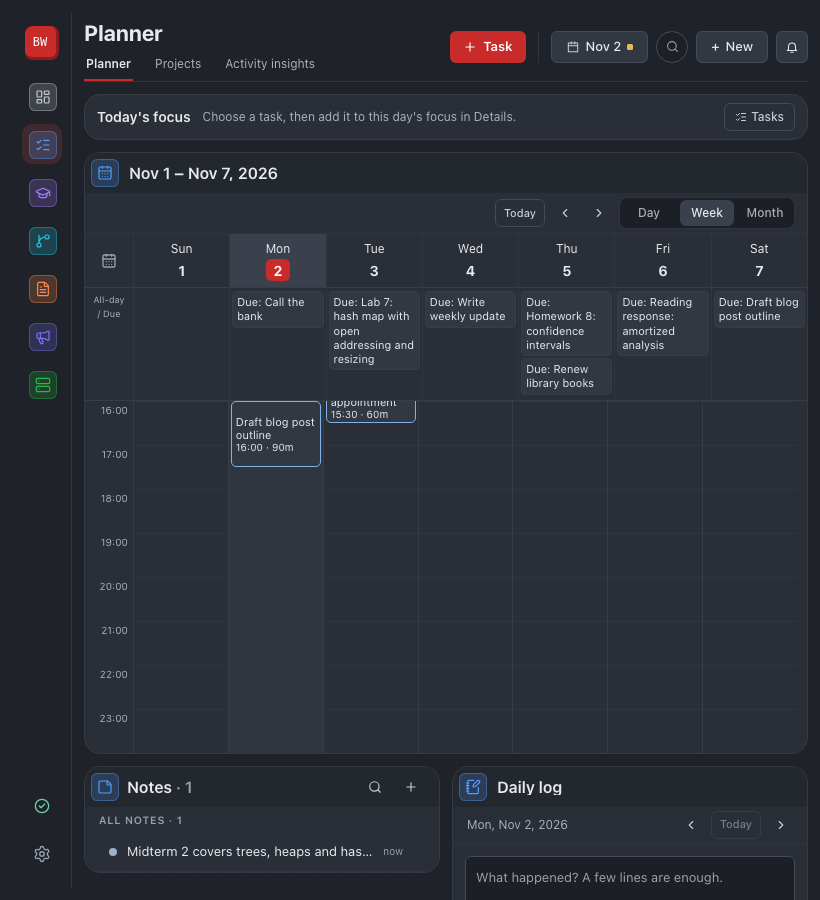 BW
Planner
Planner
Projects
Activity insights
Task
Nov 2
New
Today's focus
Choose a task, then add it to this day's focus in Details.
Tasks
Nov 1 – Nov 7, 2026
Today
Day
Week
Month
Sun
1
Mon
2
Tue
3
Wed
4
Thu
5
Fri
6
Sat
7
All-day
/ Due
Due: Call the
bank
Due: Lab 7:
hash map with
open
addressing and
resizing
Due: Write
weekly update
Due:
Homework 8:
confidence
intervals
Due: Renew
library books
Due: Reading
response:
amortized
analysis
Due: Draft blog
post outline
16:00
17:00
18:00
19:00
20:00
21:00
22:00
23:00
Draft blog post
outline
16:00 · 90m
appointment
15:30 · 60m
Notes · 1
ALL NOTES · 1
Midterm 2 covers trees, heaps and has...
now
Daily log
Mon, Nov 2, 2026
Today
What happened? A few lines are enough.